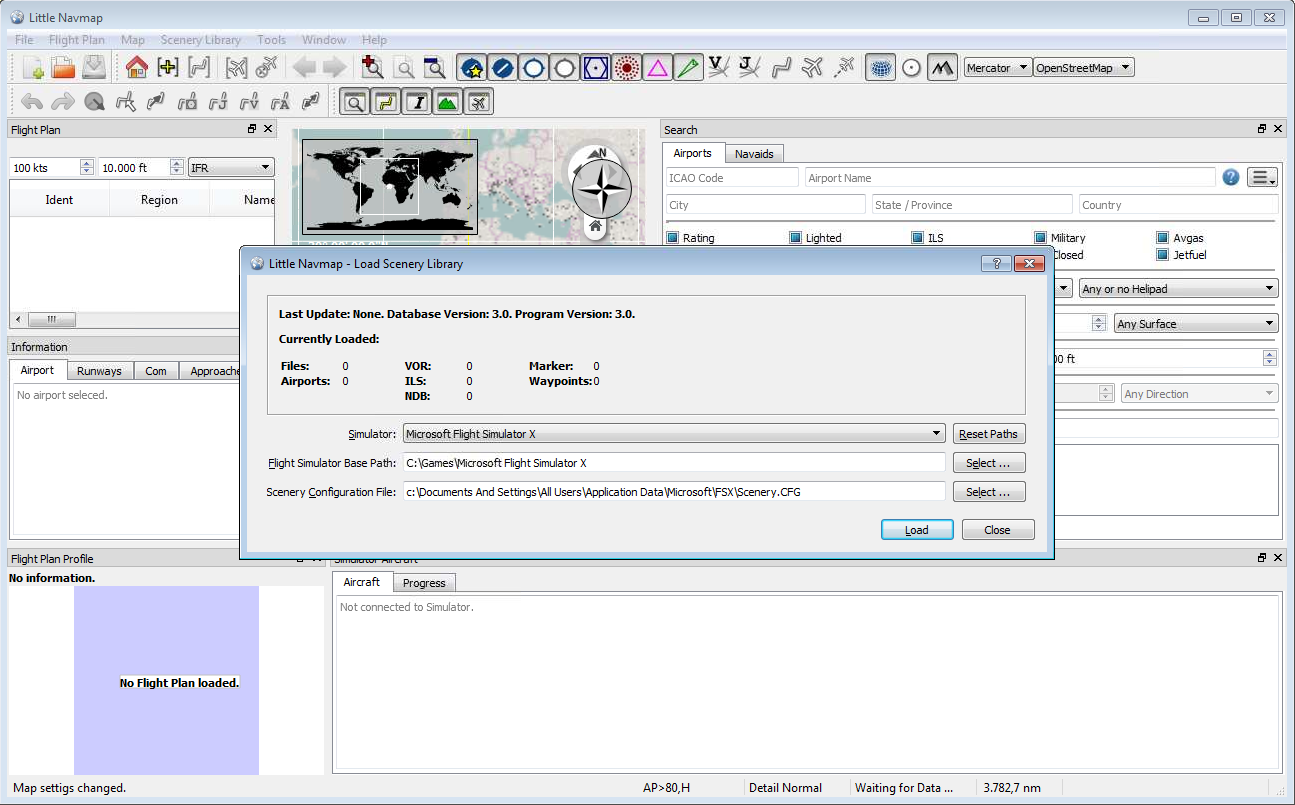 Little Navmap
File Flight Plan Map Scenery Library Tools Window Help
Mercator OpenStreetMap
Flight Plan
100 kts 10.000 ft IFR
Ident Region Name
N
Search
Airports Navaids
ICAO Code Airport Name
City State / Province Country
Rating Lighted ILS Military Avgas
Closed Jetfuel
Any or no Helipad
Any Surface
00 ft
Any Direction
Little Navmap - Load Scenery Library
Last Update: None. Database Version: 3.0. Program Version: 3.0.
Currently Loaded:
Files: 0 VOR: 0 Marker: 0
Airports: 0 ILS: 0 Waypoints: 0
NDB: 0
Simulator: Microsoft Flight Simulator X Reset Paths
Flight Simulator Base Path: C:\Games\Microsoft Flight Simulator X Select ...
Scenery Configuration File: c:\Documents And Settings\All Users\Application Data\Microsoft\FSX\Scenery.CFG Select ...
Load Close
Information
Airport Runways Com Approache
No airport seleced.
Flight Plan Profile
No information.
No Flight Plan loaded.
Simulator Aircraft
Aircraft Progress
Not connected to Simulator.
Map settigs changed. AP>80,H Detail Normal Waiting for Data ... 3.782,7 nm